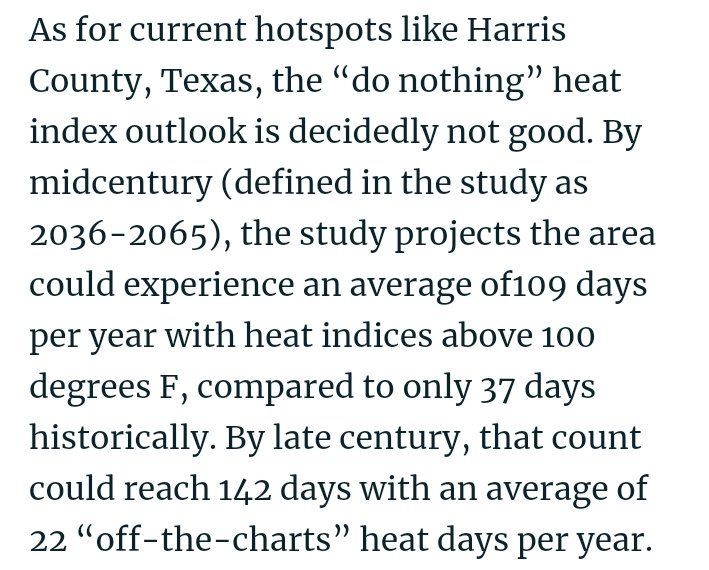 As for current hotspots like Harris
County, Texas, the “do nothing” heat
index outlook is decidedly not good. By
midcentury (defined in the study as
2036-2065), the study projects the area
could experience an average of109 days
per year with heat indices above 100
degrees F, compared to only 37 days
historically. By late century, that count
could reach 142 days with an average of
22 “off-the-charts” heat days per year.